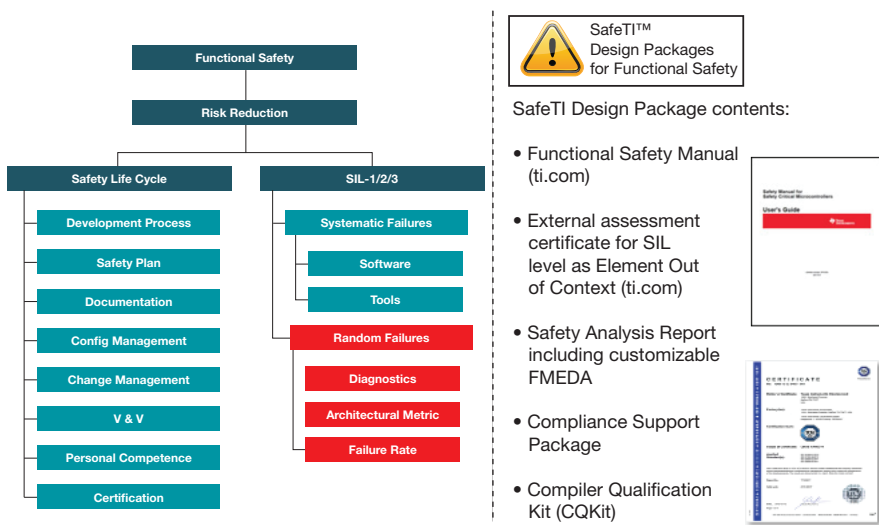 Functional Safety
Risk Reduction
Safety Life Cycle
Development Process
Safety Plan
Documentation
Config Management
Change Management
V & V
Personal Competence
Certification
SIL-1/2/3
Systematic Failures
Software
Tools
Random Failures
Diagnostics
Architectural Metric
Failure Rate
SafeTI™
Design Packages
for Functional Safety
SafeTI Design Package contents:
• Functional Safety Manual
(ti.com)
• External assessment
certificate for SIL
level as Element Out
of Context (ti.com)
• Safety Analysis Report
including customizable
FMEDA
• Compliance Support
Package
• Compiler Qualification
Kit (CQKit)
Safety Manual for
Safety Critical Microcontrollers
User's Guide
CERTIFICATE